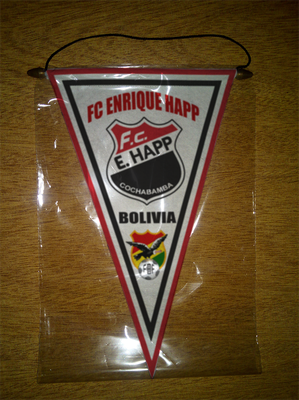 FC ENRIQUE HAPP
F.C.
E. HAPP
COCHABAMBA
BOLIVIA